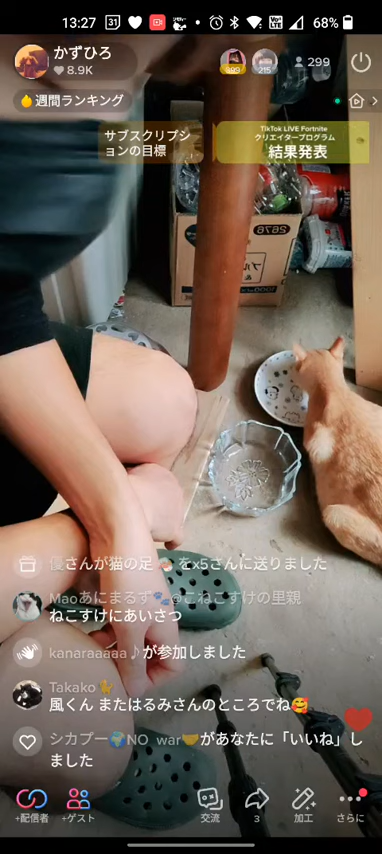 13:27
31
68%
かずひろ
8.9K
999
215
299
週間ランキング
サブスクリプシ
ョンの目標
TikTok LIVE Fortnite
クリエイタープログラム
結果発表
2678
優さんが猫の足 🐾 をx5さんに送りました
Maoあにまるず🐾@こねこすけの里親
ねこすけにあいさつ
kanaraaaaa♪が参加しました
Takako🐈
風くん またはるみさんのところでね🥰
シカプー🌍NO war🤝があなたに「いいね」し
ました
+配信者
+ゲスト
交流
3
加工
さらに